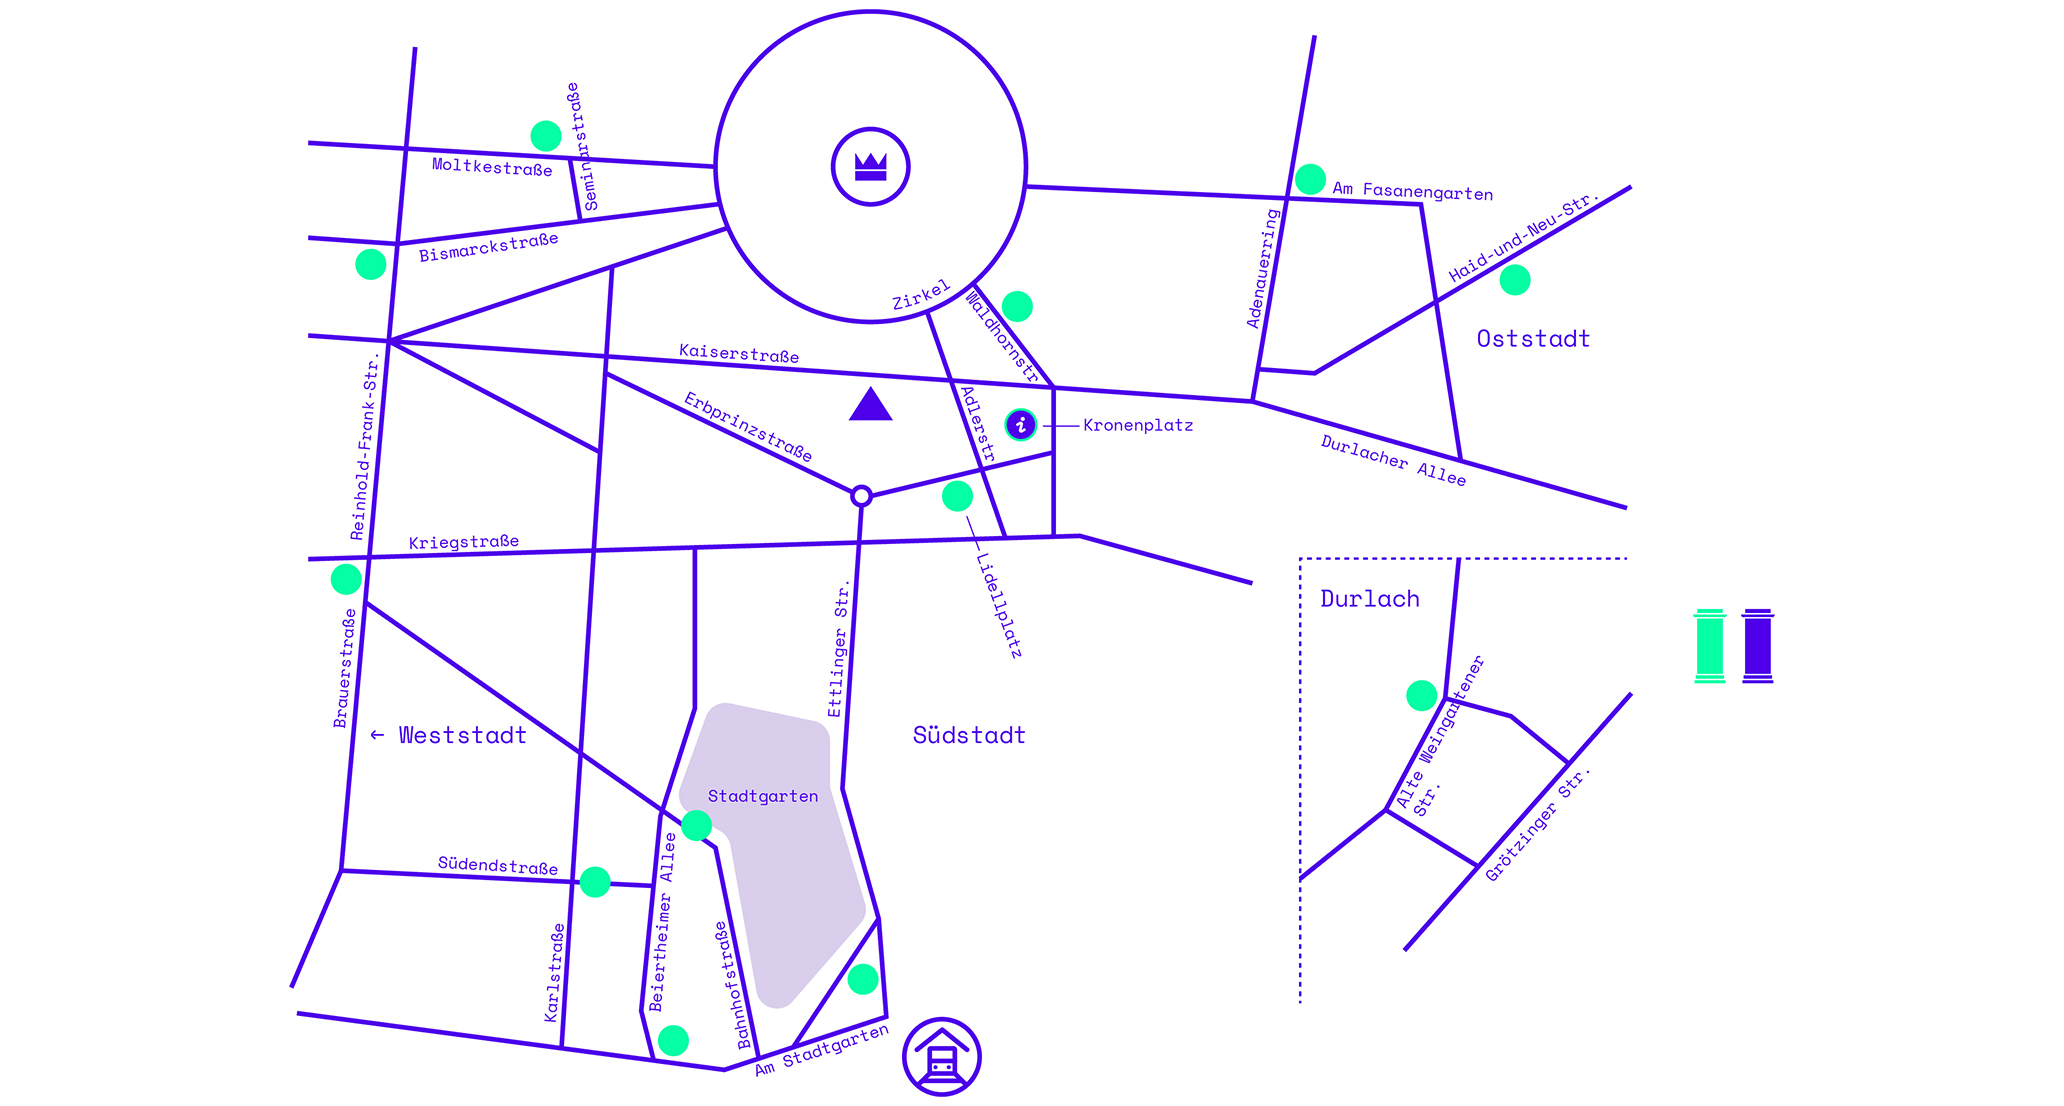 Seminarstraße
Moltkestraße
Bismarckstraße
Am Fasanengarten
Haid-und-Neu-Str.
Adenauerring
Zirkel
Waldhornstr
Oststadt
Kaiserstraße
Reinhold-Frank-Str.
Erbprinzstraße
Adlerstr
i
Kronenplatz
Durlacher Allee
Kriegstraße
Lidellplatz
Ettlinger Str.
Durlach
Brauerstraße
← Weststadt
Südstadt
Stadtgarten
Alte Weingartener
Str.
Grötzinger Str.
Südendstraße
Beiertheimer Allee
Karlstraße
Bahnhofstraße
Am Stadtgarten